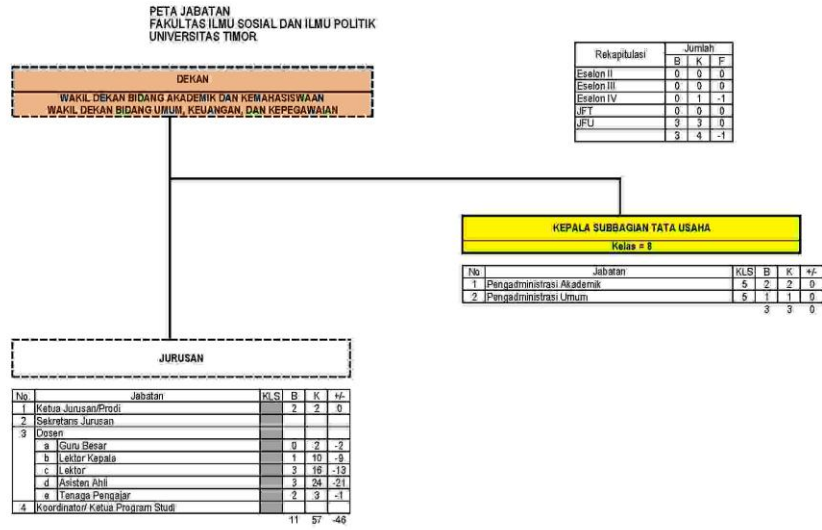 PETA JABATAN
FAKULTAS ILMU SOSIAL DAN ILMU POLITIK
UNIVERSITAS TIMOR
Rekapitulasi Jumlah
B K F
Eselon II 0 0 0
Eselon III 0 0 0
Eselon IV 0 1 -1
JFT 0 0 0
JFU 3 3 0
3 4 -1
DEKAN
WAKIL DEKAN BIDANG AKADEMIK DAN KEMAHASISWAAN
WAKIL DEKAN BIDANG UMUM, KEUANGAN, DAN KEPEGAWAIAN
KEPALA SUBBAGIAN TATA USAHA
Kelas = 8
No Jabatan KLS B K +/-
1 Pengadministrasi Akademik 5 2 2 0
2 Pengadministrasi Umum 5 1 1 0
3 3 0
JURUSAN
No. Jabatan KLS B K +/-
1 Ketua Jurusan/Prodi 2 2 0
2 Sekretaris Jurusan
3 Dosen
a Guru Besar 0 2 -2
b Lektor Kepala 1 10 -9
c Lektor 3 16 -13
d Asisten Ahli 3 24 -21
e Tenaga Pengajar 2 3 -1
4 Koordinator/ Ketua Program Studi
11 57 -46